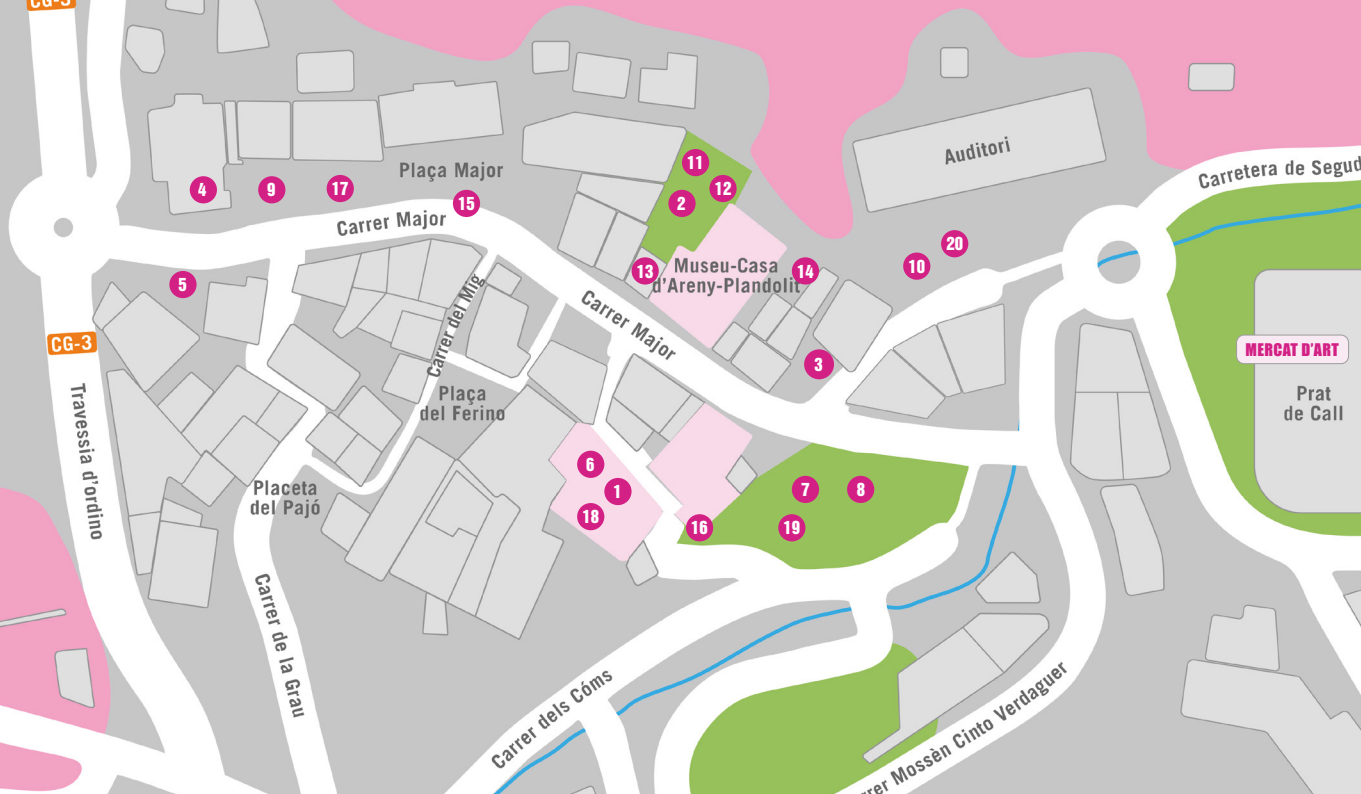 CG-3
Auditori
11
Carretera de Segud
Plaça Major
4
9
17
12
2
15
Carrer Major
20
10
13
Museu-Casa
d'Areny-Plandolit
14
5
Carrer del Mig
Carrer Major
CG-3
MERCAT D'ART
3
Travessia d'ordino
Plaça
del Ferino
Prat
de Call
6
1
18
7
8
Placeta
del Pajó
16
19
Carrer de la Grau
Carrer dels Cóms
rrer Mossèn Cinto Verdaguer